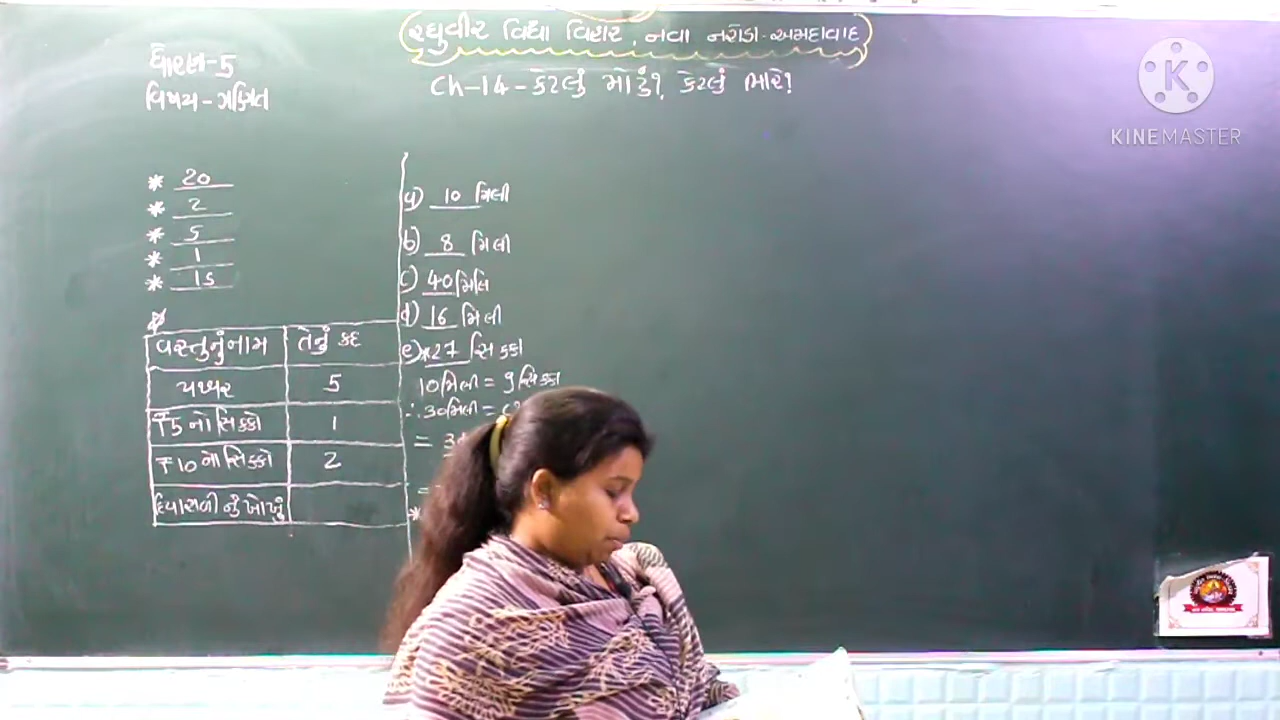 રઘુવીર વિદ્યા વિહાર, નવા નરોડા-અમદાવાદ
ધોરણ-5
વિષય-ગણિત
Ch-14-કેટલું મોટું?, કેટલું ભારે!
KINEMASTER
* 20
* 2
* 5
* 1
* 15
વસ્તુનુંનામ તેનું કદ
પથ્થર 5
₹5 નો સિક્કો 1
₹10 નો સિક્કો 2
દિવાસળી નું ખોખું
a) 10 મિલી
b) 8 મિલી
c) 40 મિલિ
d) 16 મિલી
e) *27 સિક્કા
10 મિલી = 9 સિક્કા
∴ 30 મિલી =
=
=
*